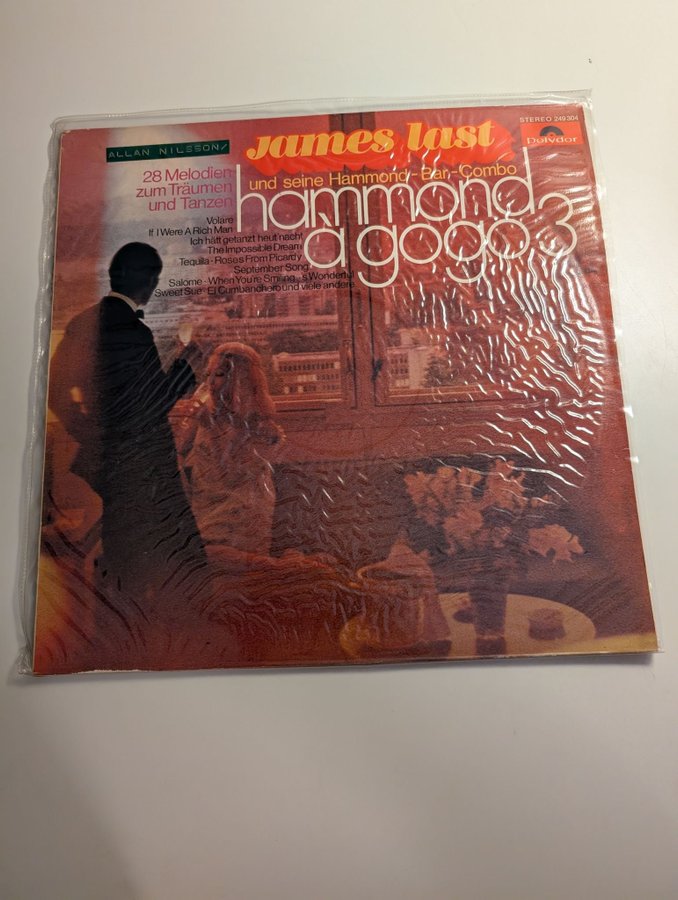 STEREO 249 304
Polydor
ALLAN NILSSON/
james last
und seine Hammond-Bar-Combo
hammond
à gogo 3
28 Melodien
zum Träumen
und Tanzen
Volare
If I Were A Rich Man
Ich hätt getanzt heut nacht
The Impossible Dream
Tequila · Roses From Picardy
September Song
Salome · When You're Smiling · 's Wonderful
Sweet Sue · El Cumbanchero und viele andere